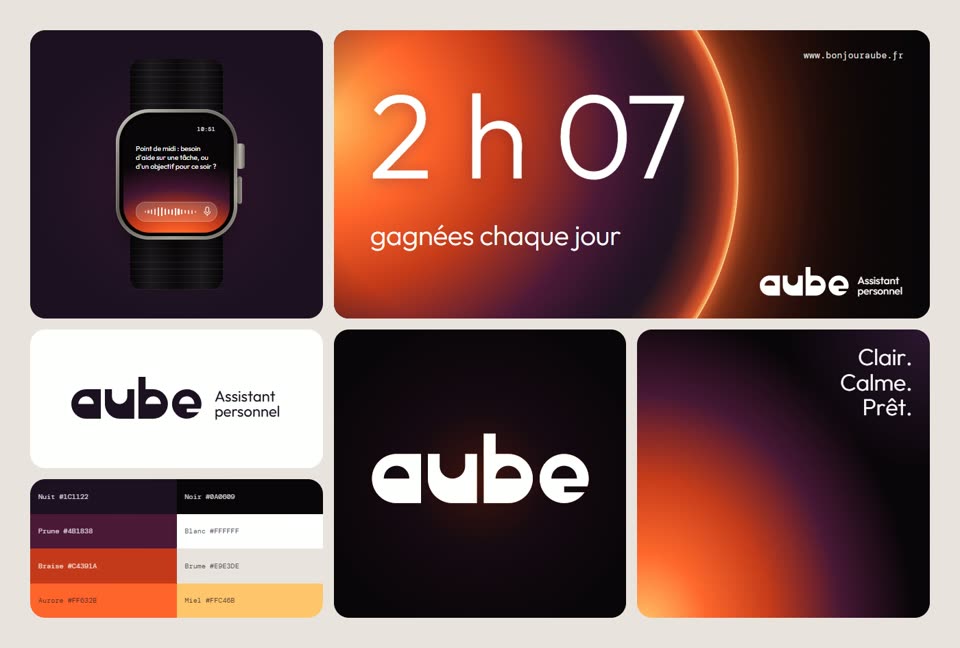 10:51
Point de midi : besoin
d'aide sur une tâche, ou
d'un objectif pour ce soir ?
www.bonjouraube.fr
2 h 07
gagnées chaque jour
aube Assistant
personnel
aube Assistant
personnel
Nuit #1C1122
Noir #0A0609
Prume #4B1838
Blanc #FFFFFF
Braise #C4391A
Brume #E9E3DE
Aurore #FF632B
Miel #FFC46B
aube
Clair.
Calme.
Prêt.